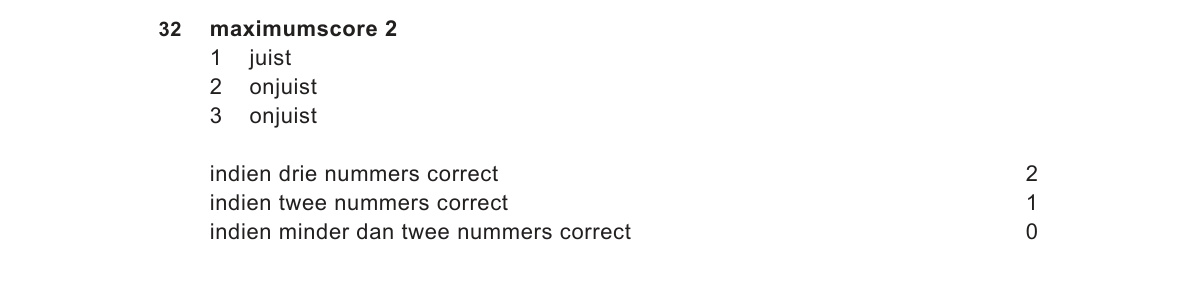 32 maximumscore 2
1 juist
2 onjuist
3 onjuist
indien drie nummers correct 2
indien twee nummers correct 1
indien minder dan twee nummers correct 0